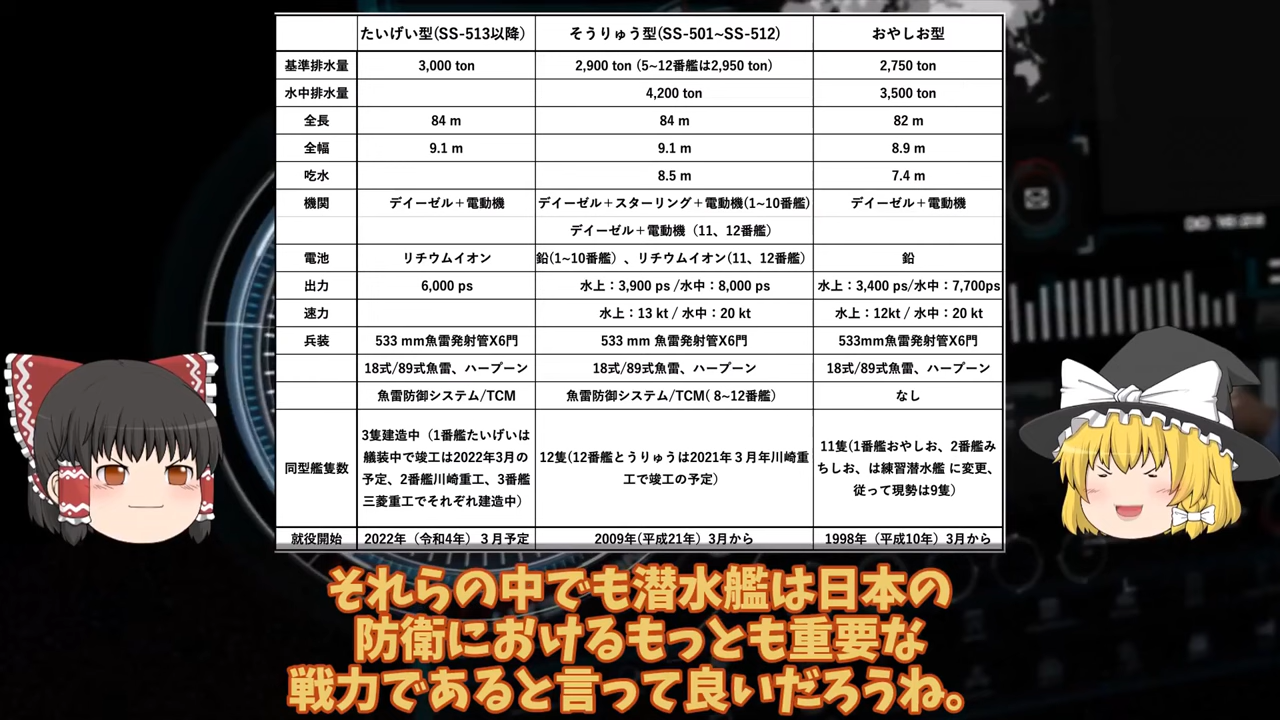 たいげい型(SS-513以降) そうりゅう型(SS-501~SS-512) おやしお型
基準排水量 3,000 ton 2,900 ton (5~12番艦は2,950 ton) 2,750 ton
水中排水量 4,200 ton 3,500 ton
全長 84 m 84 m 82 m
全幅 9.1 m 9.1 m 8.9 m
吃水 8.5 m 7.4 m
機関 デイーゼル＋電動機 デイーゼル＋スターリング＋電動機(1~10番艦) デイーゼル＋電動機
デイーゼル＋電動機（11、12番艦）
電池 リチウムイオン 鉛(1~10番艦）、リチウムイオン(11、12番艦） 鉛
出力 6,000 ps 水上：3,900 ps /水中：8,000 ps 水上：3,400 ps/水中：7,700ps
速力 水上：13 kt / 水中：20 kt 水上：12kt / 水中：20 kt
兵装 533 mm魚雷発射管X6門 533 mm 魚雷発射管X6門 533mm魚雷発射管X6門
18式/89式魚雷、ハープーン 18式/89式魚雷、ハープーン 18式/89式魚雷、ハープーン
魚雷防御システム/TCM 魚雷防御システム/TCM( 8~12番艦） なし
同型艦隻数
3隻建造中（1番艦たいげいは
艤装中で竣工は2022年3月の
予定、2番艦川崎重工、3番艦
三菱重工でそれぞれ建造中）
12隻(12番艦とうりゅうは2021年３月年川崎重
工で竣工の予定）
11隻(1番艦おやしお、2番艦み
ちしお、は練習潜水艦 に変更、
従って現勢は9隻）
就役開始 2022年（令和4年）３月予定 2009年(平成21年）3月から 1998年（平成10年）3月から
それらの中でも潜水艦は日本の
防衛におけるもっとも重要な
戦力であると言って良いだろうね。